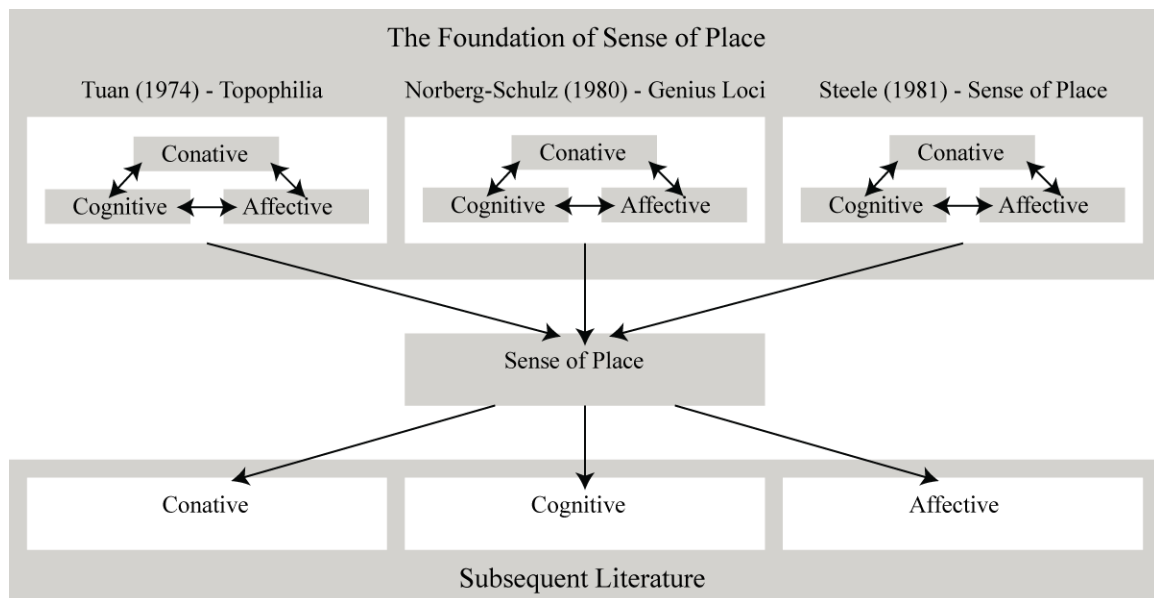 The Foundation of Sense of Place
Tuan (1974) - Topophilia
Norberg-Schulz (1980) - Genius Loci
Steele (1981) - Sense of Place
Conative
Cognitive
Affective
Conative
Cognitive
Affective
Conative
Cognitive
Affective
Sense of Place
Conative
Cognitive
Affective
Subsequent Literature